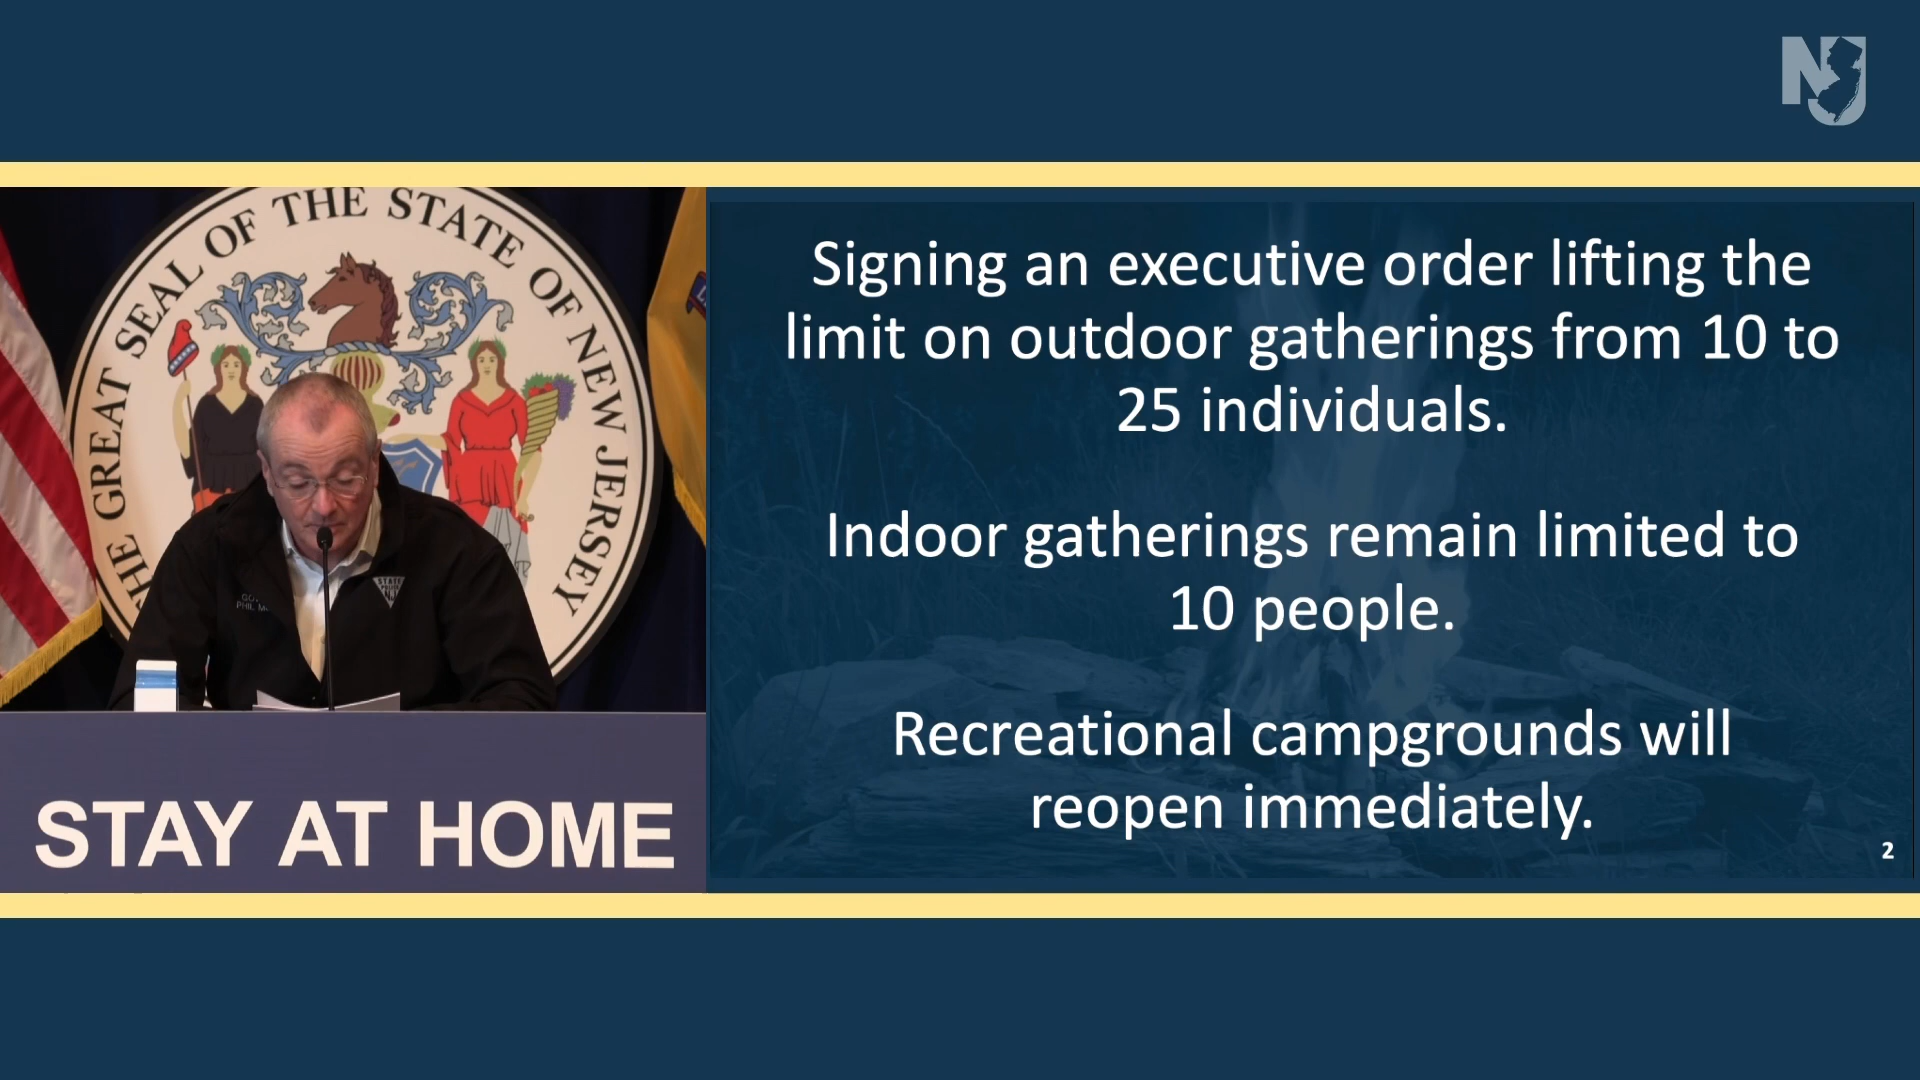 NJ
THE GREAT SEAL OF THE STATE OF NEW JERSEY
PHIL
STAY AT HOME
Signing an executive order lifting the
limit on outdoor gatherings from 10 to
25 individuals.
Indoor gatherings remain limited to
10 people.
Recreational campgrounds will
reopen immediately.
2